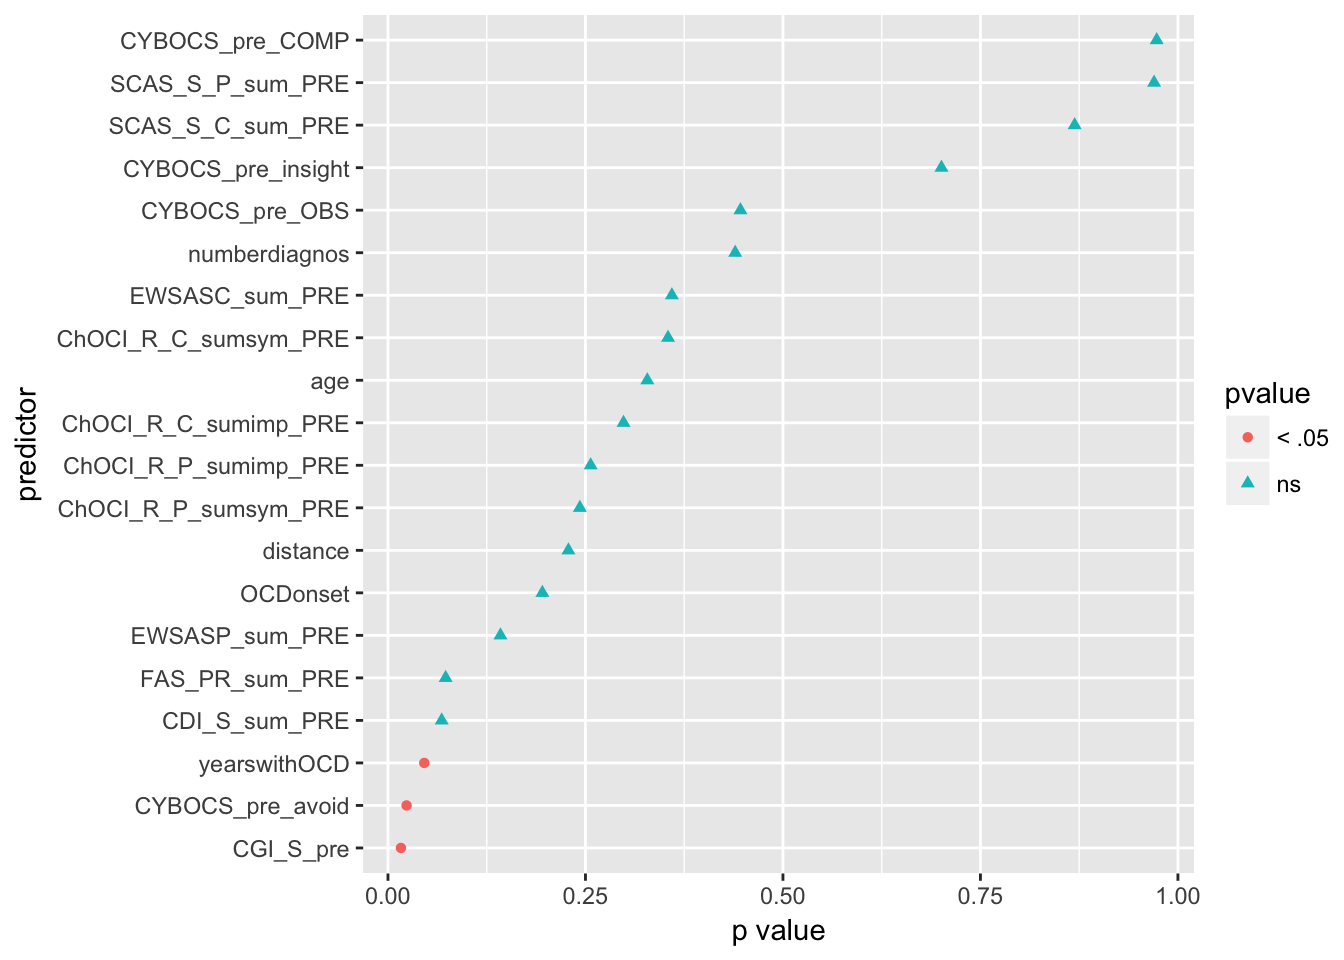 CYBOCS_pre_COMP
SCAS_S_P_sum_PRE
SCAS_S_C_sum_PRE
CYBOCS_pre_insight
CYBOCS_pre_OBS
numberdiagnos
EWSASC_sum_PRE
ChOCI_R_C_sumsym_PRE
age
ChOCI_R_C_sumimp_PRE
ChOCI_R_P_sumimp_PRE
ChOCI_R_P_sumsym_PRE
distance
OCDonset
EWSASP_sum_PRE
FAS_PR_sum_PRE
CDI_S_sum_PRE
yearswithOCD
CYBOCS_pre_avoid
CGI_S_pre
predictor
0.00 0.25 0.50 0.75 1.00
p value
pvalue
< .05
ns